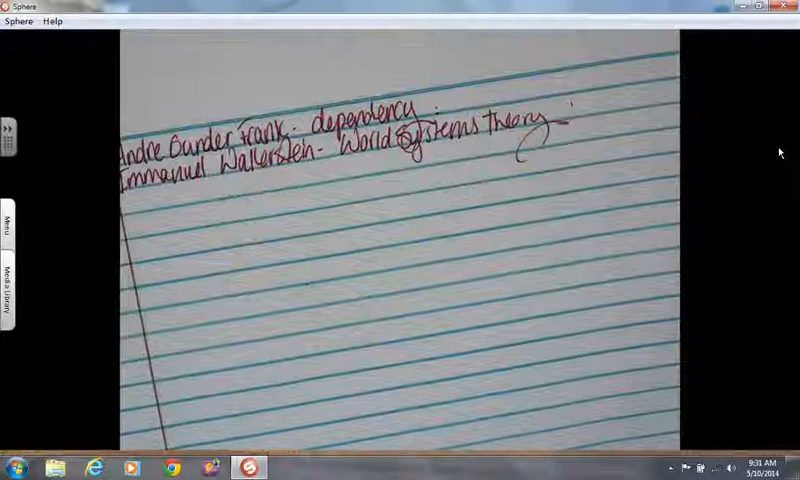 Sphere
Sphere Help
Andre Gunder Frank - dependency.
Immanuel Wallerstein - World Systems theory
Menu
Media Library
9:31 AM
5/10/2014